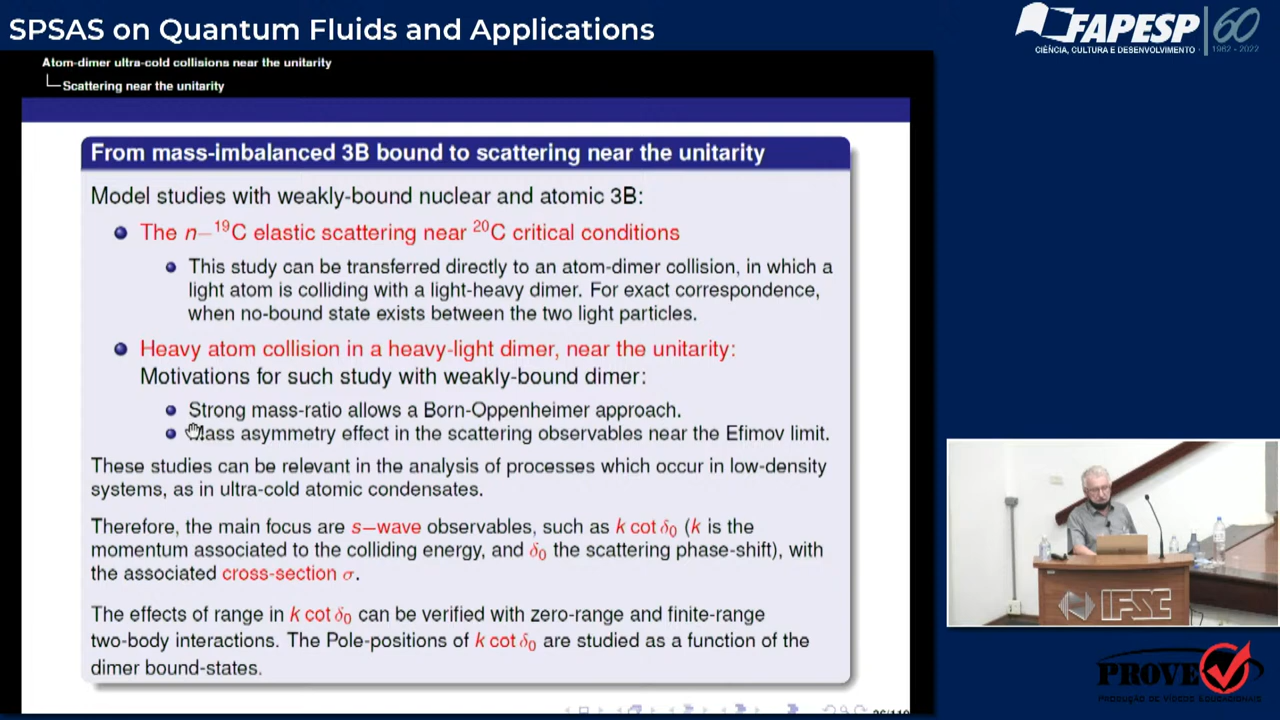 SPSAS on Quantum Fluids and Applications
FAPESP 60
CIÊNCIA, CULTURA E DESENVOLVIMENTO 1962 - 2022
Atom-dimer ultra-cold collisions near the unitarity
Scattering near the unitarity
From mass-imbalanced 3B bound to scattering near the unitarity
Model studies with weakly-bound nuclear and atomic 3B:
The n−¹⁹C elastic scattering near ²⁰C critical conditions
This study can be transferred directly to an atom-dimer collision, in which a
light atom is colliding with a light-heavy dimer. For exact correspondence,
when no-bound state exists between the two light particles.
Heavy atom collision in a heavy-light dimer, near the unitarity:
Motivations for such study with weakly-bound dimer:
Strong mass-ratio allows a Born-Oppenheimer approach.
Mass asymmetry effect in the scattering observables near the Efimov limit.
These studies can be relevant in the analysis of processes which occur in low-density
systems, as in ultra-cold atomic condensates.
Therefore, the main focus are s−wave observables, such as k cot δ₀ (k is the
momentum associated to the colliding energy, and δ₀ the scattering phase-shift), with
the associated cross-section σ.
The effects of range in k cot δ₀ can be verified with zero-range and finite-range
two-body interactions. The Pole-positions of k cot δ₀ are studied as a function of the
dimer bound-states.
IFSC
PROVE
PRODUÇÃO DE VÍDEOS EDUCACIONAIS